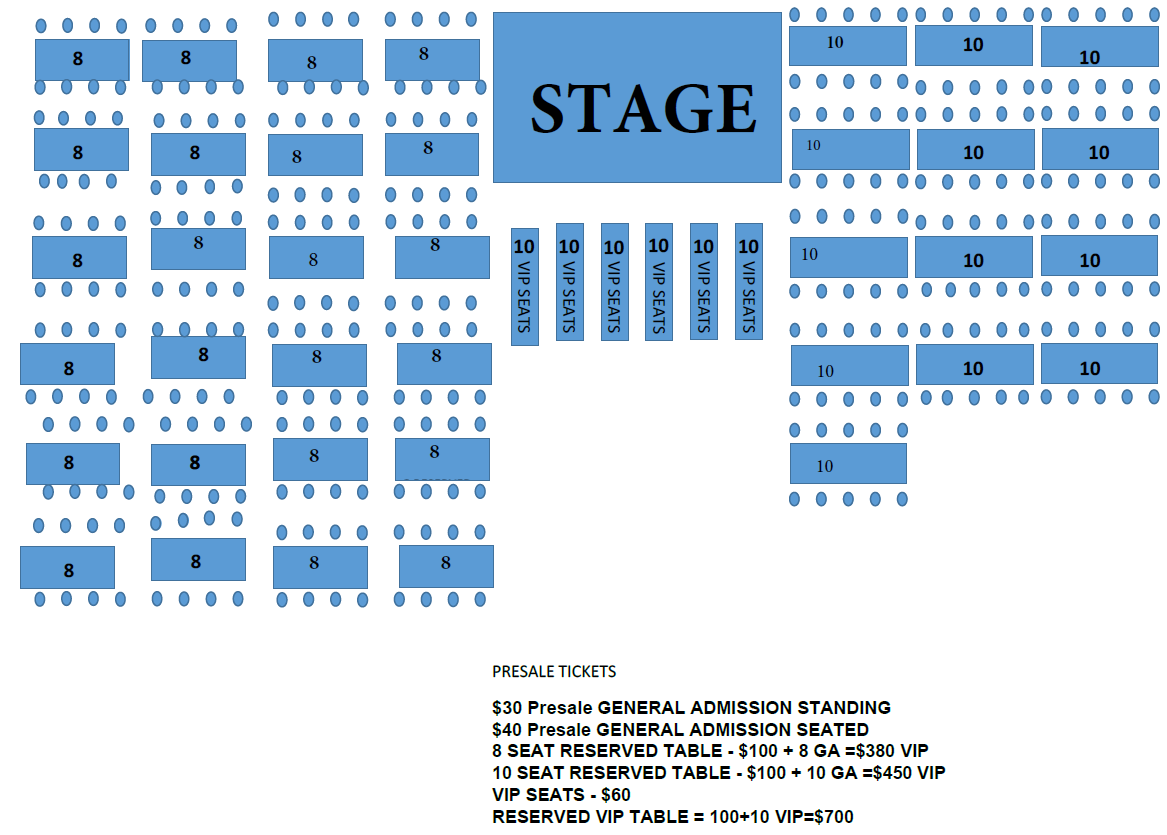 8 8 8 8 10 10 10
STAGE
8 8 8 8 10 10 10
8 8 8 8 10 10 10
10 VIP SEATS
10 VIP SEATS
10 VIP SEATS
10 VIP SEATS
10 VIP SEATS
10 VIP SEATS
8 8 8 8 10 10 10
8 8 8 8 10
8 8 8 8
PRESALE TICKETS
$30 Presale GENERAL ADMISSION STANDING
$40 Presale GENERAL ADMISSION SEATED
8 SEAT RESERVED TABLE - $100 + 8 GA =$380 VIP
10 SEAT RESERVED TABLE - $100 + 10 GA =$450 VIP
VIP SEATS - $60
RESERVED VIP TABLE = 100+10 VIP=$700